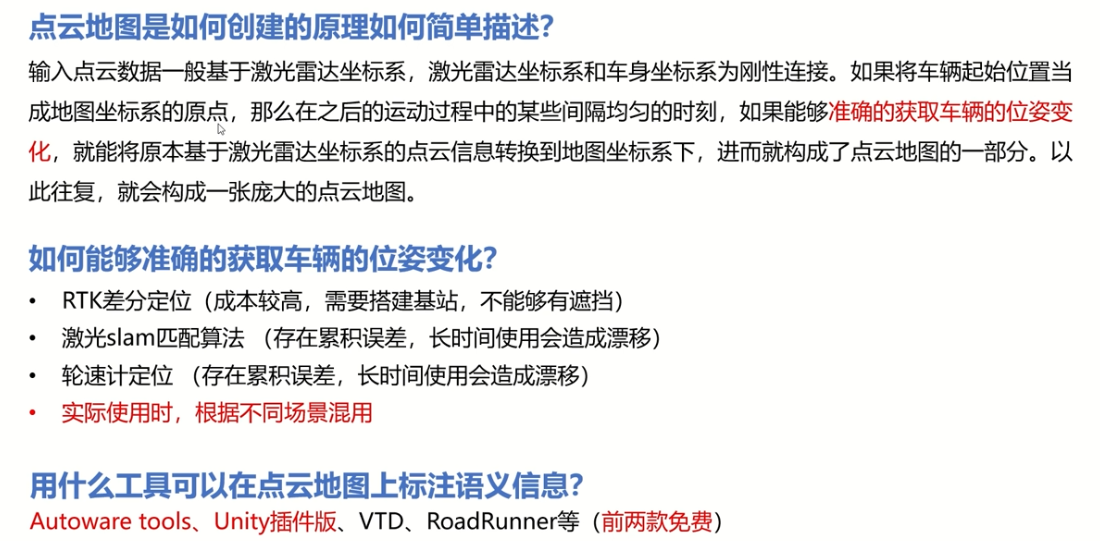 点云地图是如何创建的原理如何简单描述？
输入点云数据一般基于激光雷达坐标系，激光雷达坐标系和车身坐标系为刚性连接。如果将车辆起始位置当
成地图坐标系的原点，那么在之后的运动过程中的某些间隔均匀的时刻，如果能够准确的获取车辆的位姿变
化，就能将原本基于激光雷达坐标系的点云信息转换到地图坐标系下，进而就构成了点云地图的一部分。以
此往复，就会构成一张庞大的点云地图。
如何能够准确的获取车辆的位姿变化？
• RTK差分定位（成本较高，需要搭建基站，不能够有遮挡）
• 激光slam匹配算法 （存在累积误差，长时间使用会造成漂移）
• 轮速计定位 （存在累积误差，长时间使用会造成漂移）
• 实际使用时，根据不同场景混用
用什么工具可以在点云地图上标注语义信息？
Autoware tools、Unity插件版、VTD、RoadRunner等（前两款免费）